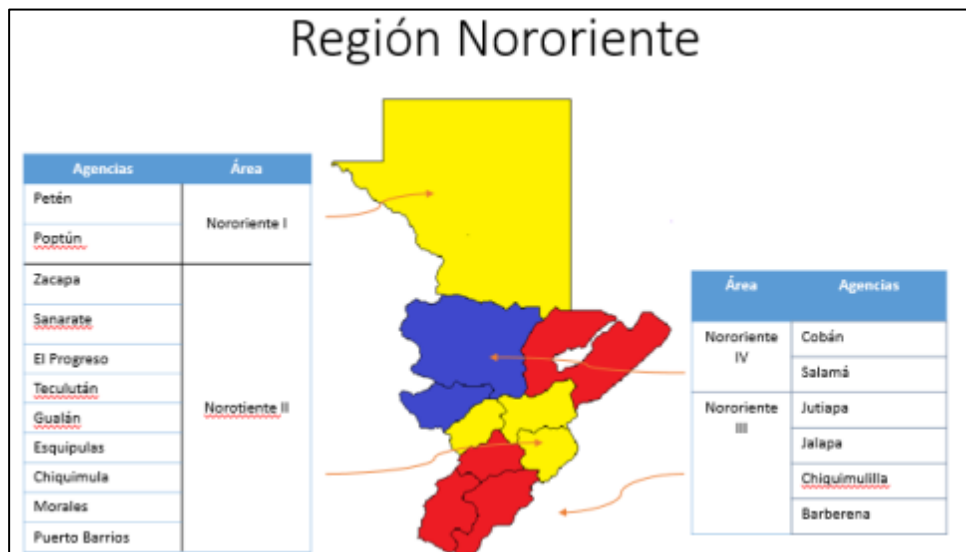 Región Nororiente
Agencias Área
Petén
Nororiente I
Poptún
Zacapa
Sanarate
El Progreso
Teculután
Norotiente II
Gualán
Esquipulas
Chiquimula
Morales
Puerto Barrios
Área Agencias
Nororiente IV
Cobán
Salamá
Nororiente III
Jutiapa
Jalapa
Chiquimulilla
Barberena